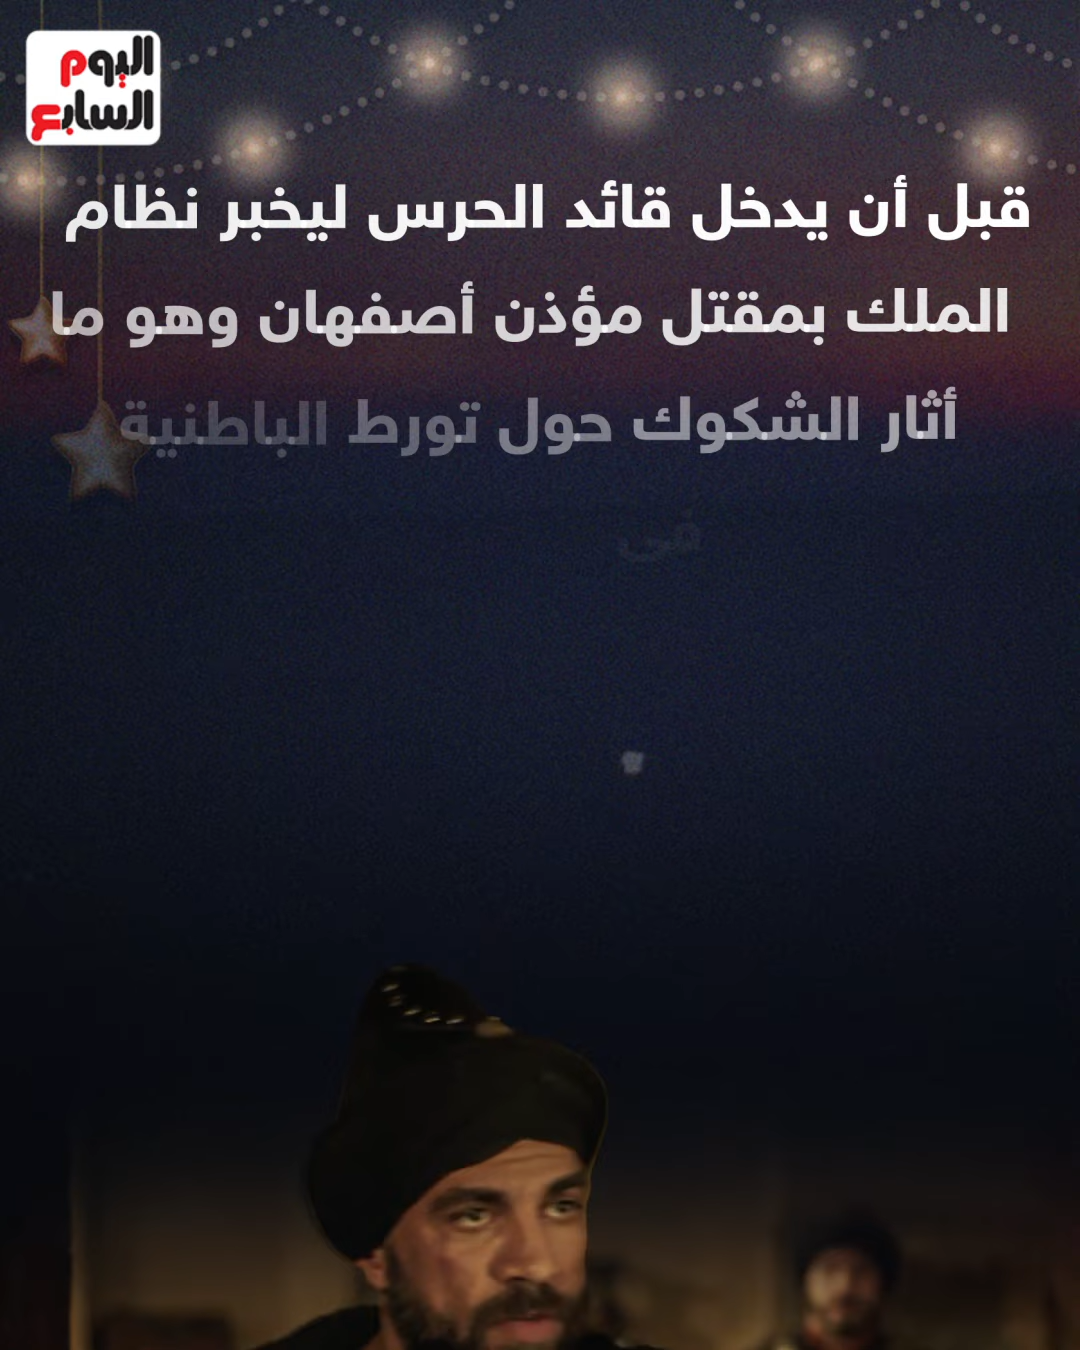 اليوم
السابع
قبل أن يدخل قائد الحرس ليخبر نظام
الملك بمقتل مؤذن أصفهان وهو ما
أثار الشكوك حول تورط الباطنية
في